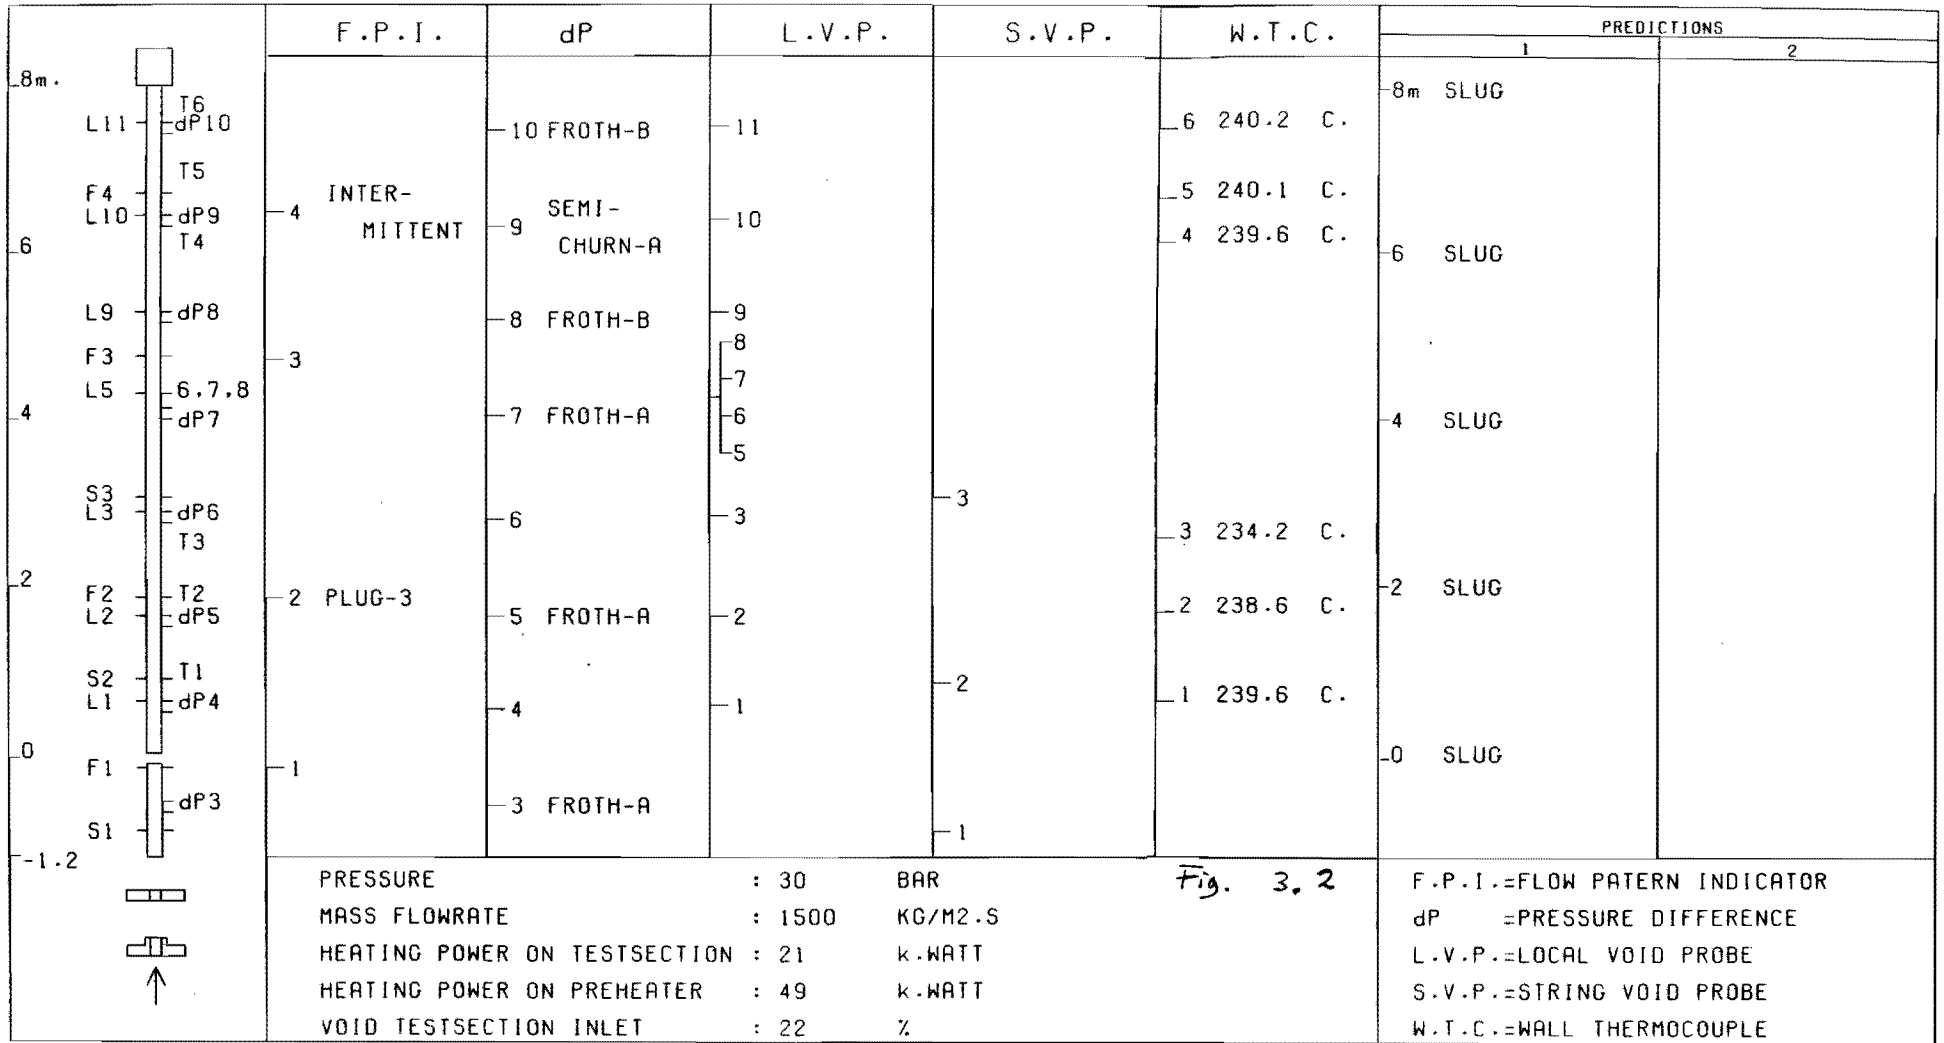 F.P.I. dP L.V.P. S.V.P. W.T.C. PREDICTIONS
1 2
8m.
T6
L11 dP10
T5
F4
L10 dP9
T4
6
L9 dP8
F3
L5 6,7,8
4
dP7
S3
L3 dP6
T3
2
F2 T2
L2 dP5
S2 T1
L1 dP4
0
F1
dP3
S1
-1.2
4 INTER-
MITTENT
3
2 PLUG-3
1
10 FROTH-B
9 SEMI-
CHURN-A
8 FROTH-B
7 FROTH-A
6
5 FROTH-A
4
3 FROTH-A
11
10
9
8
7
6
5
3
2
1
3
2
1
6 240.2 C.
5 240.1 C.
4 239.6 C.
3 234.2 C.
2 238.6 C.
1 239.6 C.
8m SLUG
6 SLUG
4 SLUG
2 SLUG
0 SLUG
PRESSURE : 30 BAR
MASS FLOWRATE : 1500 KG/M2.S
HEATING POWER ON TESTSECTION : 21 k.WATT
HEATING POWER ON PREHEATER : 49 k.WATT
VOID TESTSECTION INLET : 22 %
Fig. 3.2
F.P.I.=FLOW PATERN INDICATOR
dP =PRESSURE DIFFERENCE
L.V.P.=LOCAL VOID PROBE
S.V.P.=STRING VOID PROBE
W.T.C.=WALL THERMOCOUPLE